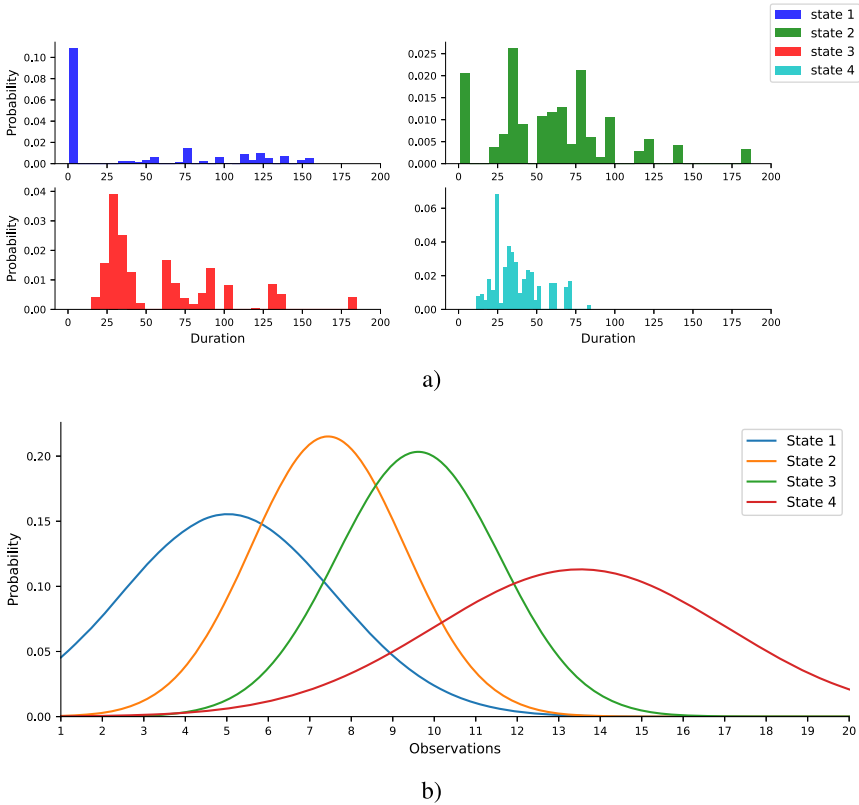 state 1
state 2
state 3
state 4
Probability
0.10
0.08
0.06
0.04
0.02
0.00
0 25 50 75 100 125 150 175 200
0.025
0.020
0.015
0.010
0.005
0.000
0 25 50 75 100 125 150 175 200
Probability
0.04
0.03
0.02
0.01
0.00
0 25 50 75 100 125 150 175 200
Duration
0.06
0.04
0.02
0.00
0 25 50 75 100 125 150 175 200
Duration
a)
State 1
State 2
State 3
State 4
Probability
0.20
0.15
0.10
0.05
0.00
1 2 3 4 5 6 7 8 9 10 11 12 13 14 15 16 17 18 19 20
Observations
b)